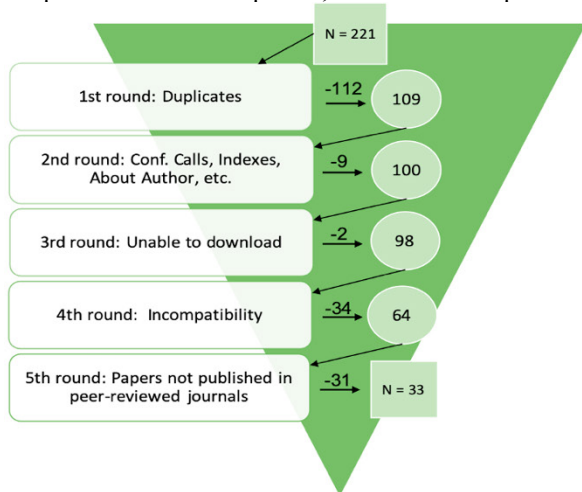 N = 221
1st round: Duplicates
-112
109
2nd round: Conf. Calls, Indexes,
About Author, etc.
-9
100
3rd round: Unable to download
-2
98
4th round:  Incompatibility
-34
64
5th round: Papers not published in
peer-reviewed journals
-31
N = 33